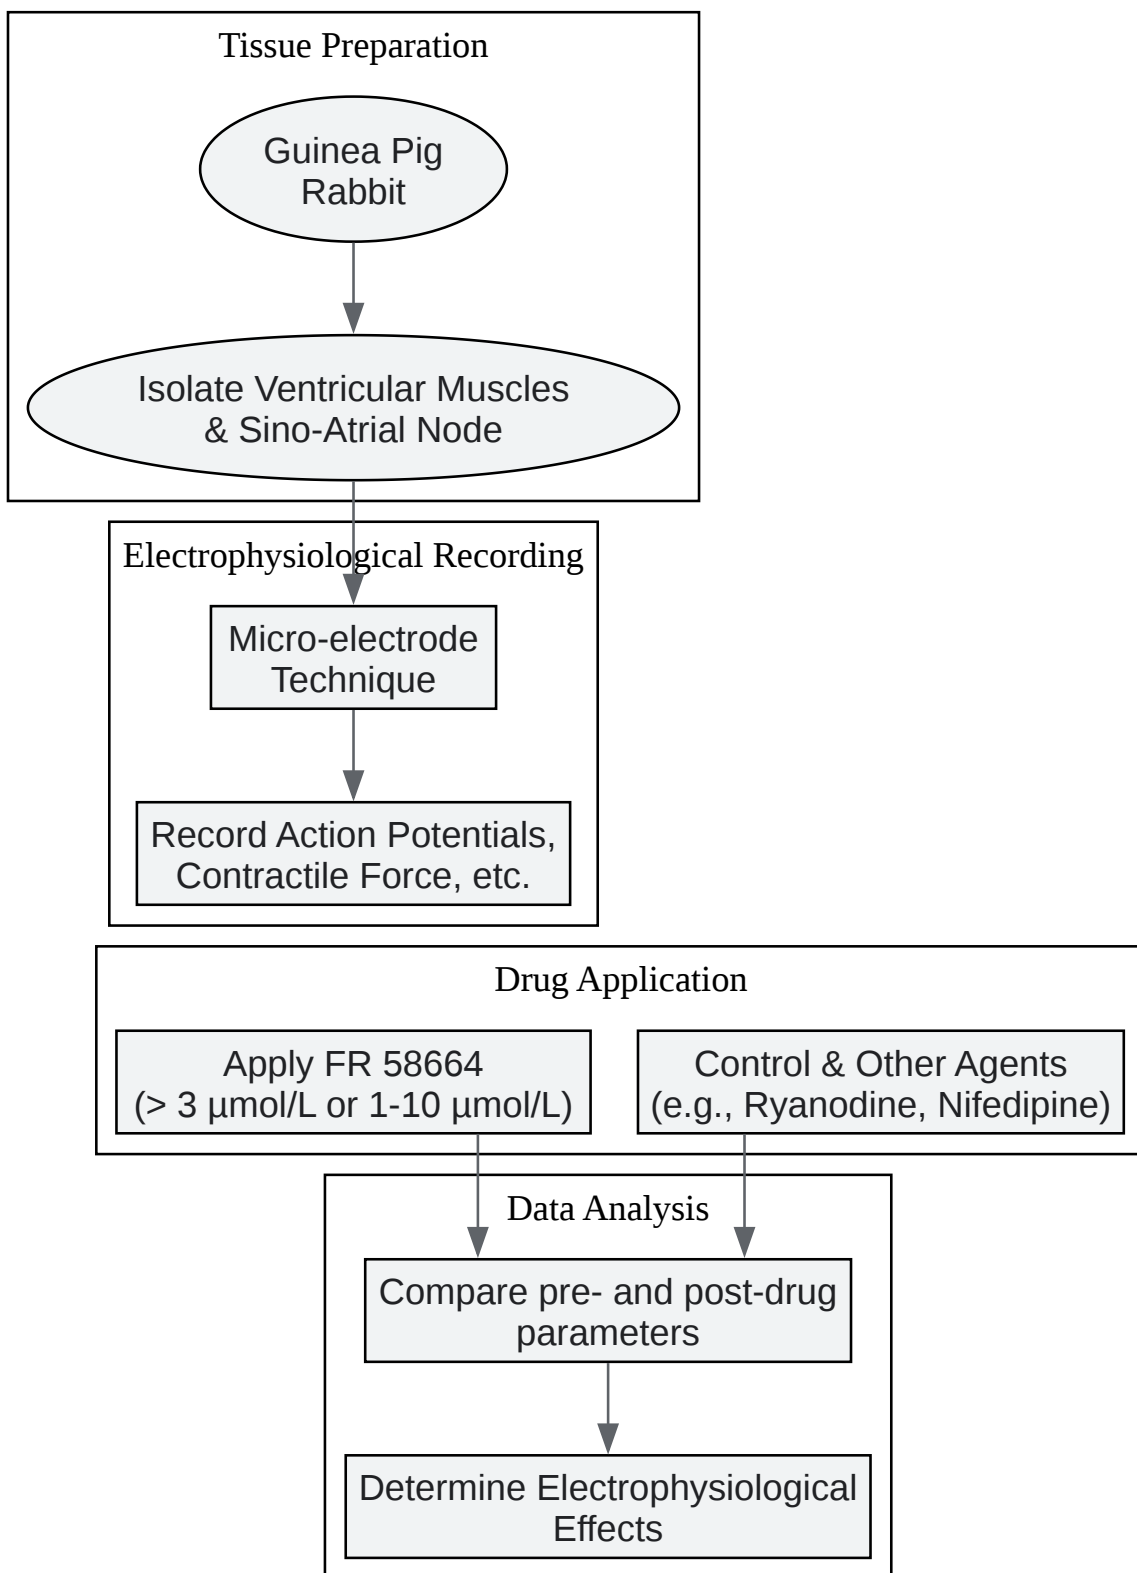 Tissue Preparation
Guinea Pig
Rabbit
Isolate Ventricular Muscles
& Sino-Atrial Node
Electrophysiological Recording
Micro-electrode
Technique
Record Action Potentials,
Contractile Force, etc.
Drug Application
Apply FR 58664
(> 3 µmol/L or 1-10 µmol/L)
Control & Other Agents
(e.g., Ryanodine, Nifedipine)
Data Analysis
Compare pre- and post-drug
parameters
Determine Electrophysiological
Effects